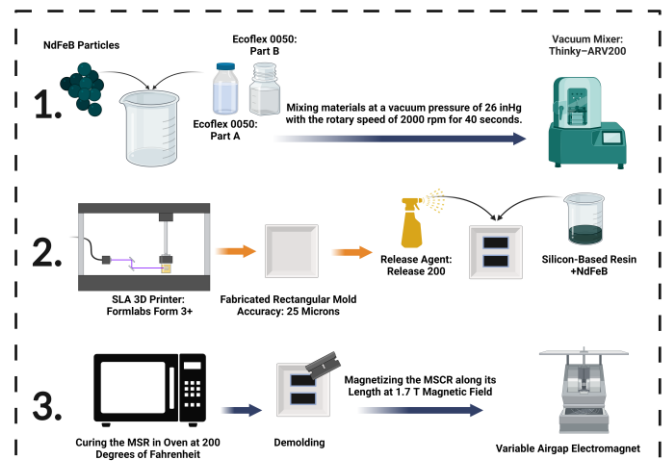 NdFeB Particles
Ecoflex 0050:
Part B
Vacuum Mixer:
Thinky–ARV200
1.
Mixing materials at a vacuum pressure of 26 inHg
with the rotary speed of 2000 rpm for 40 seconds.
Ecoflex 0050:
Part A
2.
SLA 3D Printer:
Formlabs Form 3+
Fabricated Rectangular Mold
Accuracy: 25 Microns
Release Agent:
Release 200
Silicon-Based Resin
+NdFeB
3.
Magnetizing the MSCR along its
Length at 1.7 T Magnetic Field
Curing the MSR in Oven at 200
Degrees of Fahrenheit
Demolding
Variable Airgap Electromagnet